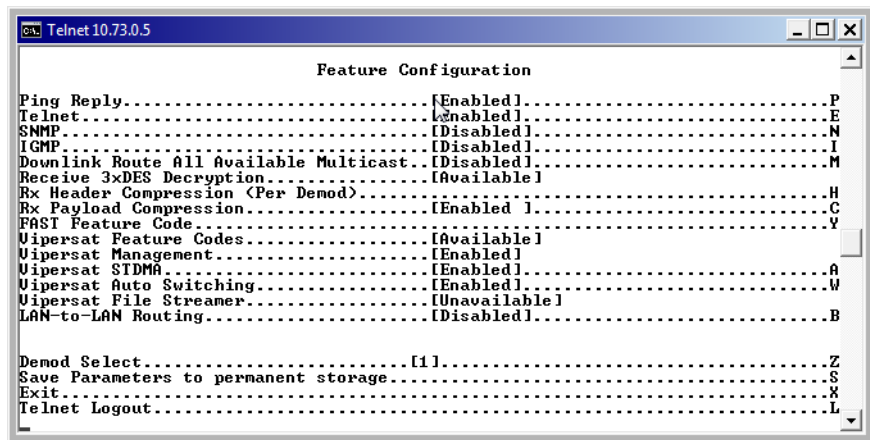 Telnet 10.73.0.5
Feature Configuration
Ping Reply..............................[Enabled]............................P
Telnet..................................[Enabled]............................E
SNMP....................................[Disabled]...........................N
IGMP....................................[Disabled]...........................I
Downlink Route All Available Multicast..[Disabled]...........................M
Receive 3xDES Decryption................[Available]
Rx Header Compression (Per Demod)............................................H
Rx Payload Compression..................[Enabled ]...........................C
FAST Feature Code............................................................Y
Vipersat Feature Codes..................[Available]
Vipersat Management.....................[Enabled]
Vipersat STDMA..........................[Enabled]............................A
Vipersat Auto Switching.................[Enabled]............................W
Vipersat File Streamer..................[Unavailable]
LAN-to-LAN Routing......................[Disabled]...........................B
Demod Select..........................[1]....................................Z
Save Parameters to permanent storage.........................................S
Exit.........................................................................X
Telnet Logout................................................................L